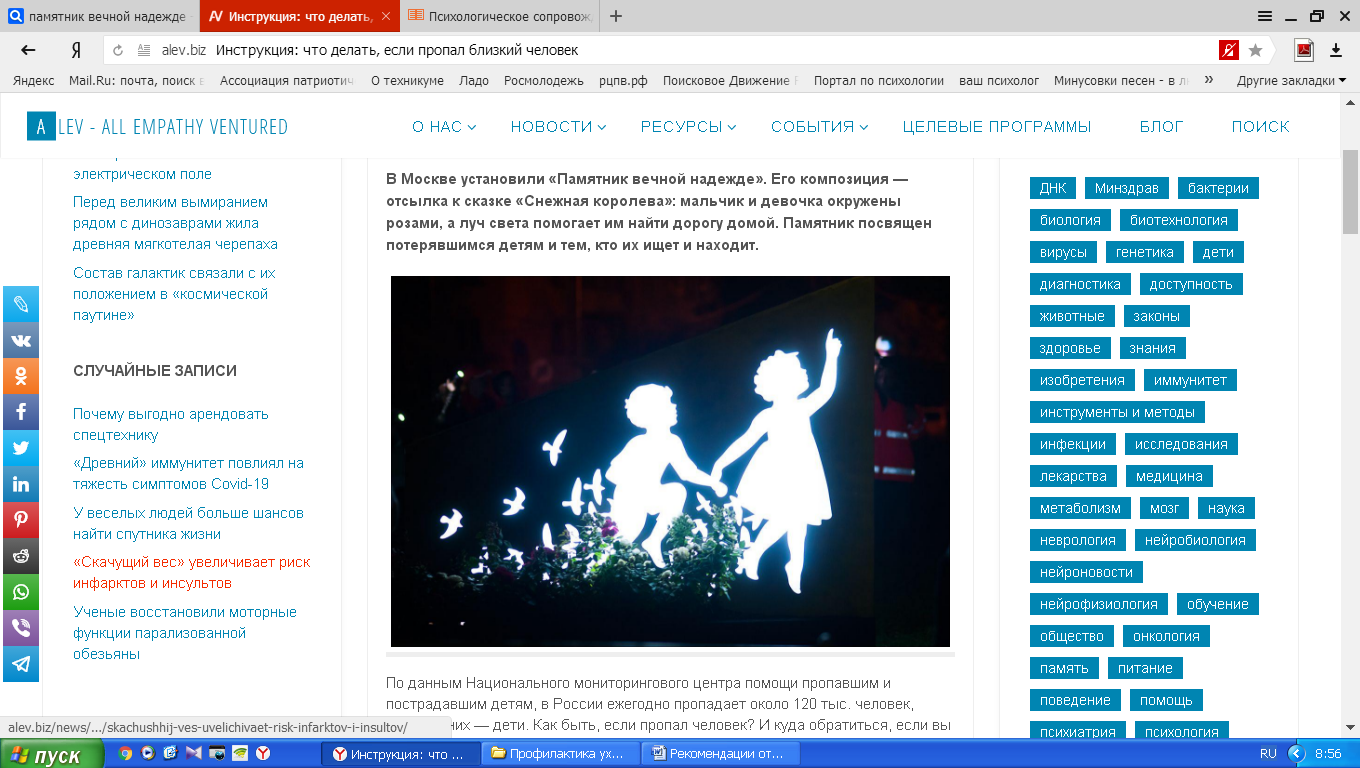 памятник вечной надежде
Инструкция: что делать,
Психологическое сопровож
Я
alev.biz Инструкция: что делать, если пропал близкий человек
Яндекс Mail.Ru: почта, поиск Ассоциация патриотич О техникуме Ладо Росмолодежь рцпв.рф Поисковое Движение Портал по психологии ваш психолог Минусовки песен - в » Другие закладки
ALEV - ALL EMPATHY VENTURED
О НАС НОВОСТИ РЕСУРСЫ СОБЫТИЯ ЦЕЛЕВЫЕ ПРОГРАММЫ БЛОГ ПОИСК
электрическом поле
Перед великим вымиранием
рядом с динозаврами жила
древняя мягкотелая черепаха
Состав галактик связали с их
положением в «космической
паутине»
СЛУЧАЙНЫЕ ЗАПИСИ
Почему выгодно арендовать
спецтехнику
«Древний» иммунитет повлиял на
тяжесть симптомов Covid-19
У веселых людей больше шансов
найти спутника жизни
«Скачущий вес» увеличивает риск
инфарктов и инсультов
Ученые восстановили моторные
функции парализованной
обезьяны
В Москве установили «Памятник вечной надежде». Его композиция —
отсылка к сказке «Снежная королева»: мальчик и девочка окружены
розами, а луч света помогает им найти дорогу домой. Памятник посвящен
потерявшимся детям и тем, кто их ищет и находит.
По данным Национального мониторингового центра помощи пропавшим и
пострадавшим детям, в России ежегодно пропадает около 120 тыс. человек,
них — дети. Как быть, если пропал человек? И куда обратиться, если вы
ДНК Минздрав бактерии
биология биотехнология
вирусы генетика дети
диагностика доступность
животные законы
здоровье знания
изобретения иммунитет
инструменты и методы
инфекции исследования
лекарства медицина
метаболизм мозг наука
неврология нейробиология
нейроновости
нейрофизиология обучение
общество онкология
память питание
поведение помощь
психиатрия психология
alev.biz/news/.../skachushhij-ves-uvelichivaet-risk-infarktov-i-insultov/
пуск
Инструкция: что ...
Профилактика ух...
Рекомендации от...
RU
8:56